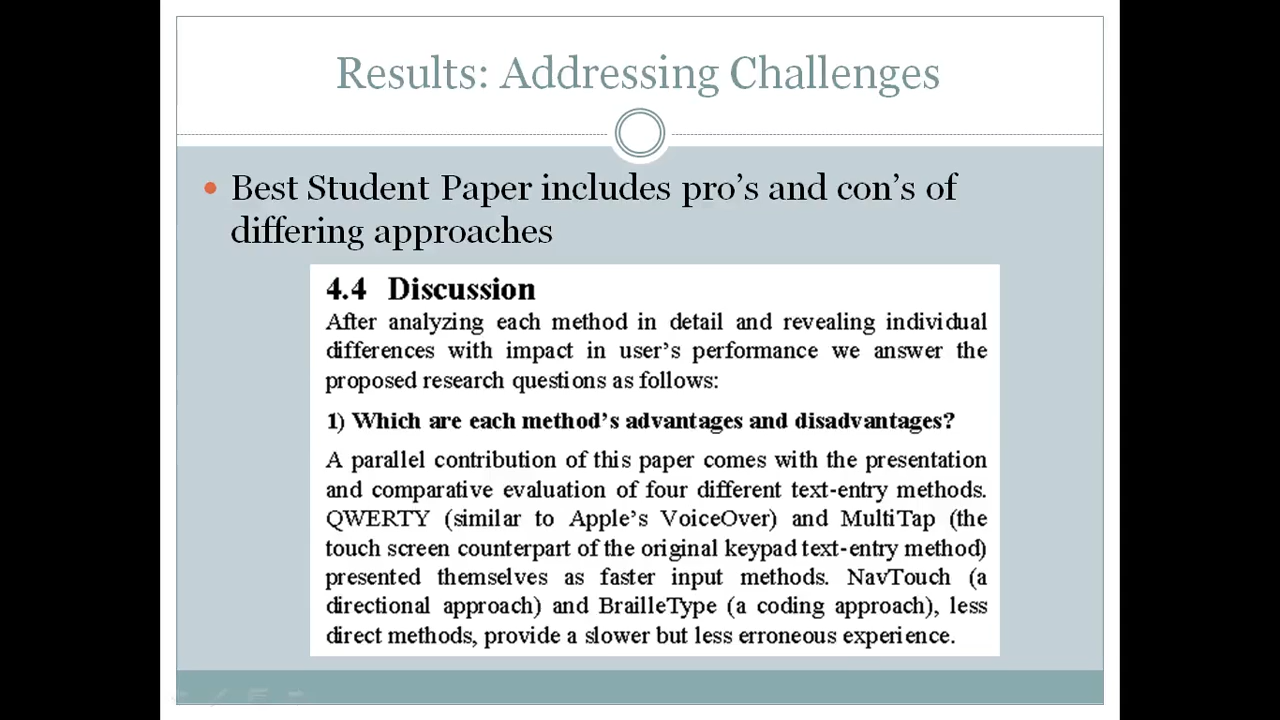 Results: Addressing Challenges
• Best Student Paper includes pro’s and con’s of
differing approaches
4.4 Discussion
After analyzing each method in detail and revealing individual
differences with impact in user’s performance we answer the
proposed research questions as follows:
1) Which are each method’s advantages and disadvantages?
A parallel contribution of this paper comes with the presentation
and comparative evaluation of four different text-entry methods.
QWERTY (similar to Apple’s VoiceOver) and MultiTap (the
touch screen counterpart of the original keypad text-entry method)
presented themselves as faster input methods. NavTouch (a
directional approach) and BrailleType (a coding approach), less
direct methods, provide a slower but less erroneous experience.